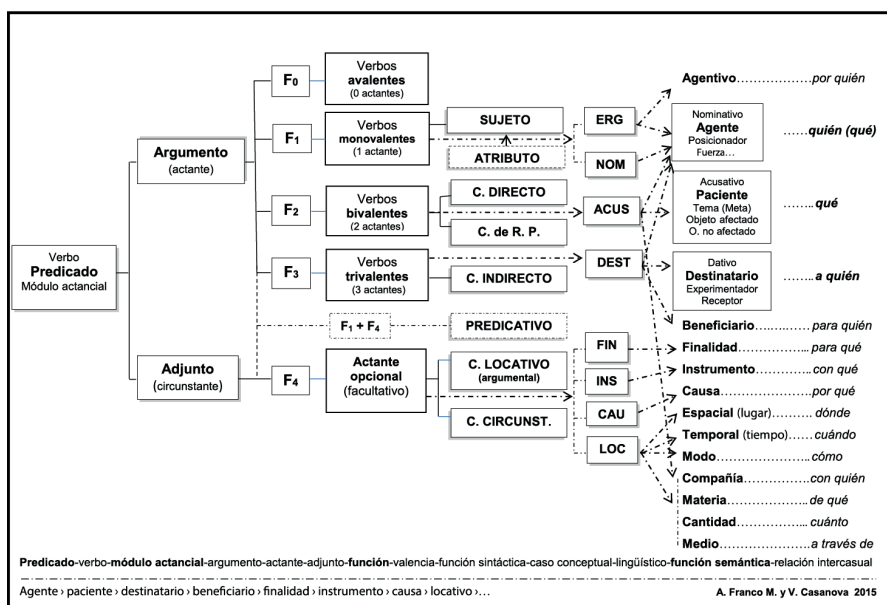 Verbo
Predicado
Módulo actancial
Argumento
(actante)
Adjunto
(circunstante)
F0
F1
F2
F3
F1 + F4
F4
Verbos
avalentes
(0 actantes)
Verbos
monovalentes
(1 actante)
Verbos
bivalentes
(2 actantes)
Verbos
trivalentes
(3 actantes)
Actante
opcional
(facultativo)
SUJETO
ATRIBUTO
C. DIRECTO
C. de R. P.
C. INDIRECTO
PREDICATIVO
C. LOCATIVO
(argumental)
C. CIRCUNST.
ERG
NOM
ACUS
DEST
FIN
INS
CAU
LOC
Agentivo………………por quién
Nominativo
Agente
Posicionador
Fuerza…
……..quién (qué)
Acusativo
Paciente
Tema (Meta)
Objeto afectado
O. no afectado
……..qué
Dativo
Destinatario
Experimentador
Receptor
……..a quién
Beneficiario………..…para quién
Finalidad……………...para qué
Instrumento………….con qué
Causa…………………..por qué
Espacial (lugar)……….dónde
Temporal (tiempo)……cuándo
Modo…………………..cómo
Compañía…………….con quién
Materia………………...de qué
Cantidad……………...cuánto
Medio………………...a través de
Predicado-verbo-módulo actancial-argumento-actante-adjunto-función-valencia-función sintáctica-caso conceptual-lingüístico-función semántica-relación intercasual
Agente › paciente › destinatario › beneficiario › finalidad › instrumento › causa › locativo ›…
A. Franco M. y V. Casanova 2015